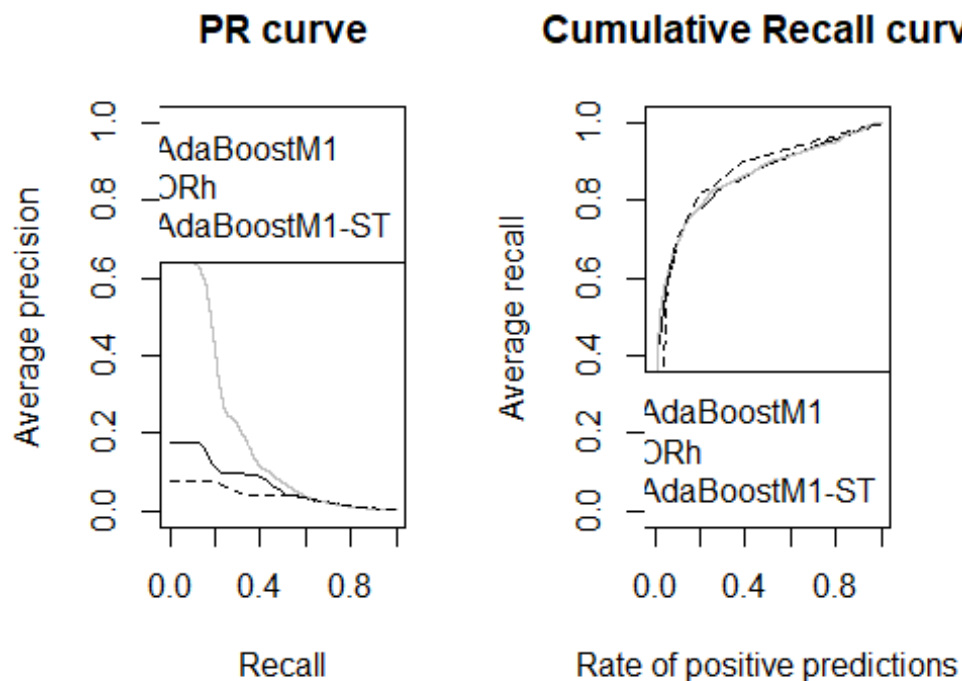 PR curve
Average precision
0.0 0.2 0.4 0.6 0.8 1.0
AdaBoostM1
ORh
AdaBoostM1-ST
0.0 0.4 0.8
Recall
Cumulative Recall curv
Average recall
0.0 0.2 0.4 0.6 0.8 1.0
AdaBoostM1
ORh
AdaBoostM1-ST
0.0 0.4 0.8
Rate of positive predictions